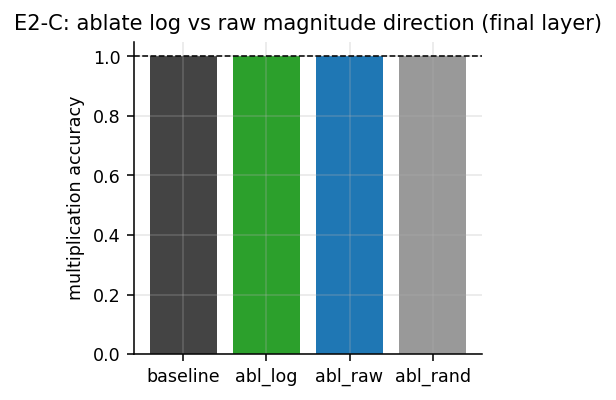 E2-C: ablate log vs raw magnitude direction (final layer)
multiplication accuracy
1.0
0.8
0.6
0.4
0.2
0.0
baseline abl_log abl_raw abl_rand